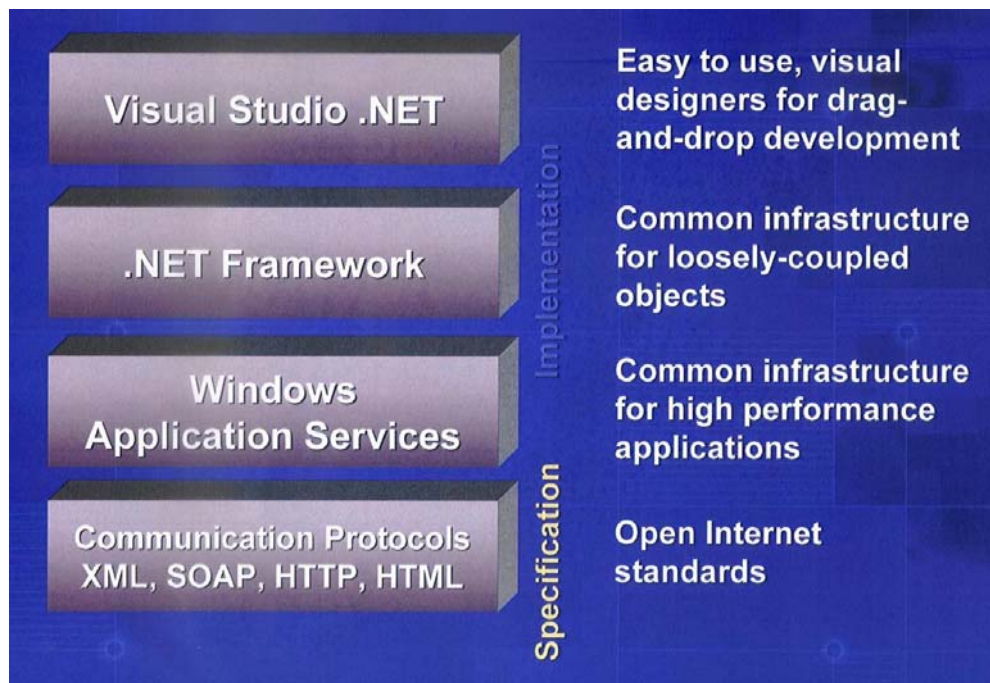 Visual Studio .NET
Easy to use, visual
designers for drag-
and-drop development
.NET Framework
Common infrastructure
for loosely-coupled
objects
Implementation
Windows
Application Services
Common infrastructure
for high performance
applications
Communication Protocols
XML, SOAP, HTTP, HTML
Specification
Open Internet
standards